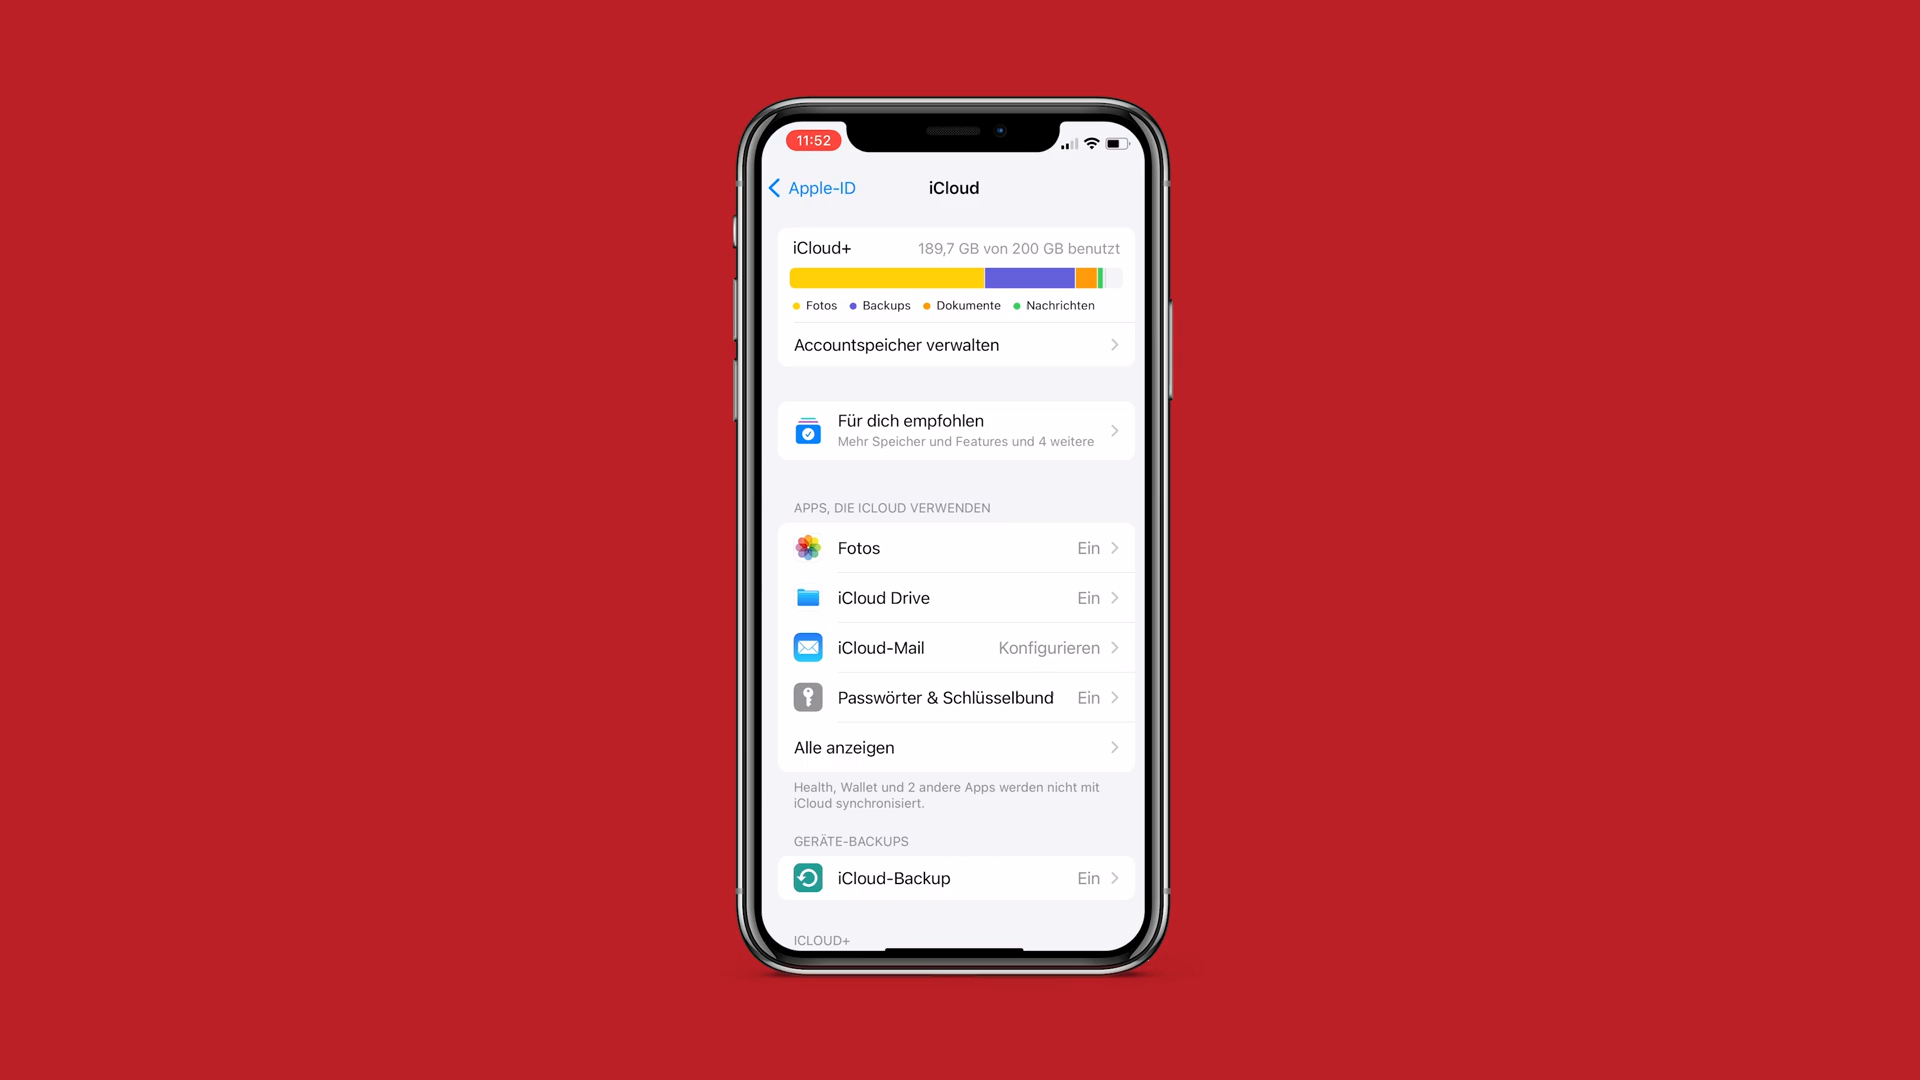 11:52
Apple-ID
iCloud
iCloud+ 189,7 GB von 200 GB benutzt
Fotos Backups Dokumente Nachrichten
Accountspeicher verwalten
Für dich empfohlen
Mehr Speicher und Features und 4 weitere
APPS, DIE ICLOUD VERWENDEN
Fotos Ein
iCloud Drive Ein
iCloud-Mail Konfigurieren
Passwörter & Schlüsselbund Ein
Alle anzeigen
Health, Wallet und 2 andere Apps werden nicht mit
iCloud synchronisiert.
GERÄTE-BACKUPS
iCloud-Backup Ein
ICLOUD+